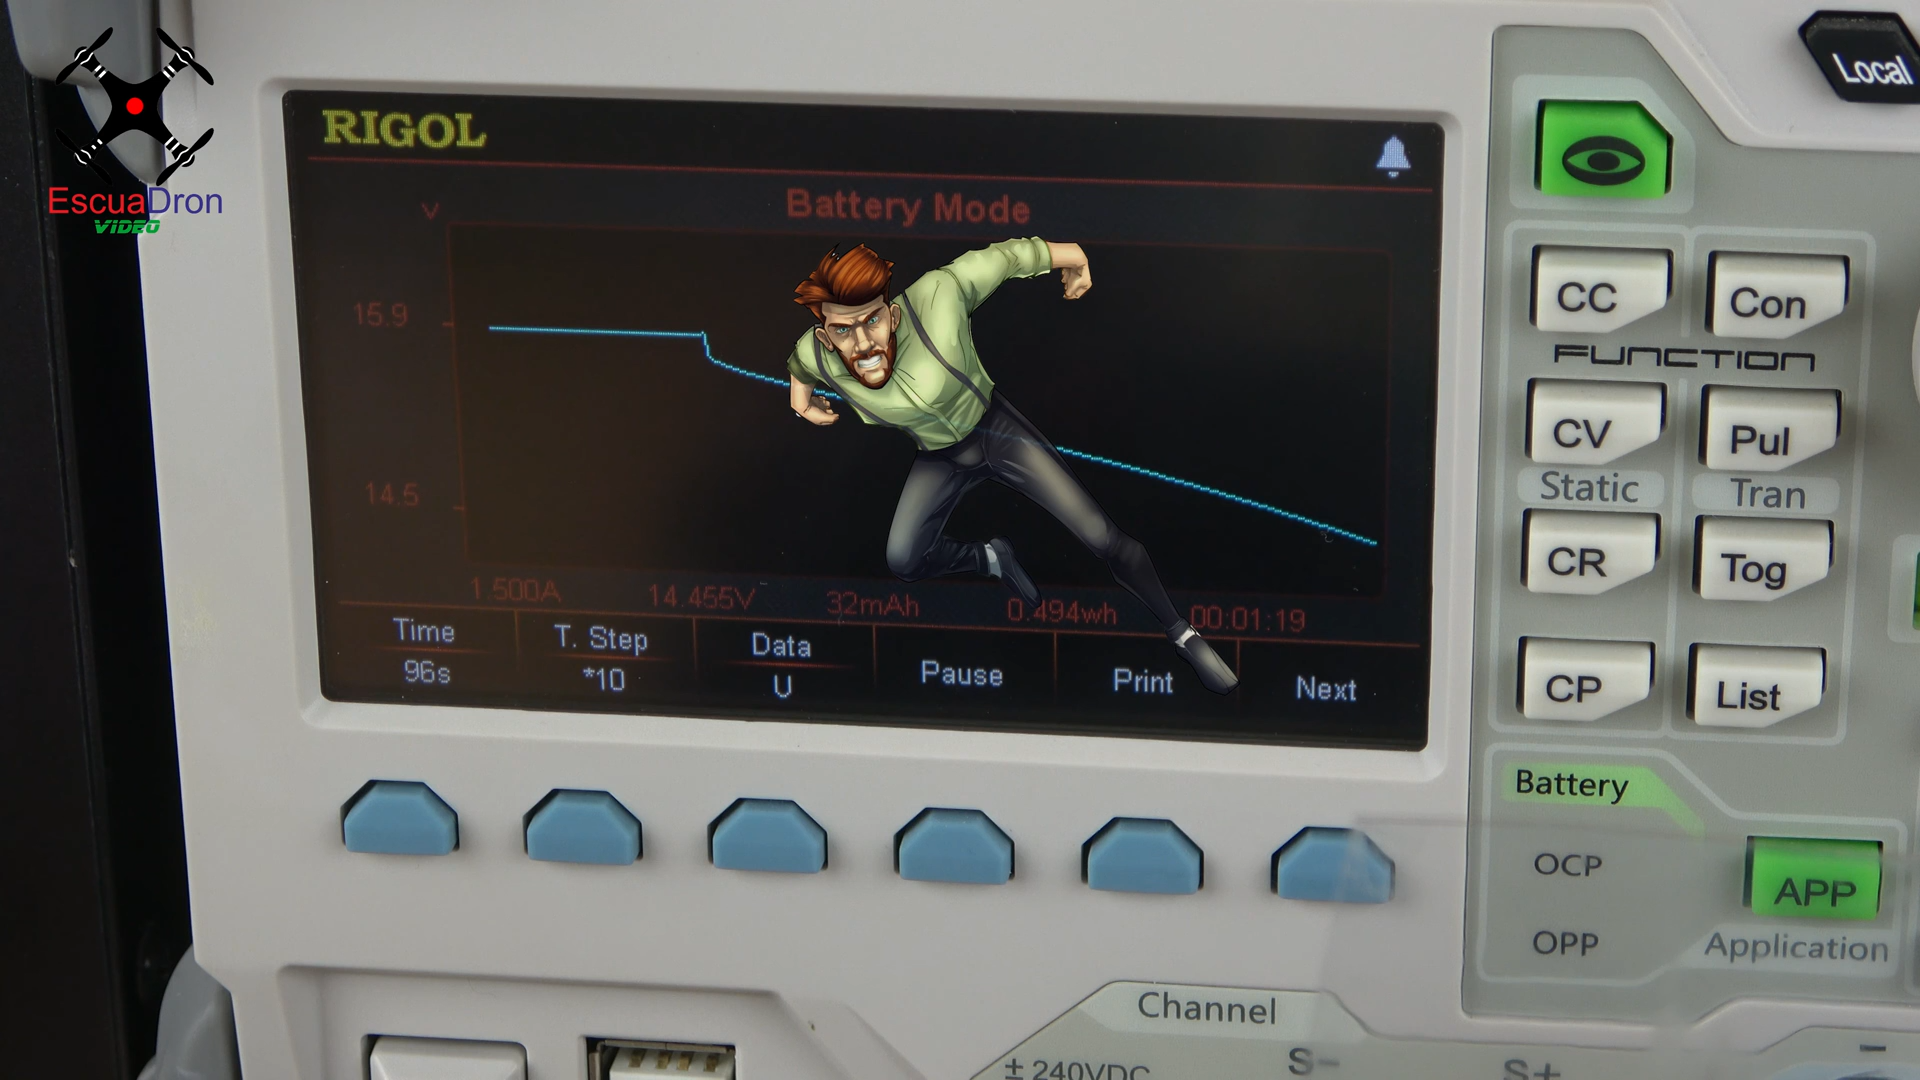 EscuaDron
VIDEO
RIGOL
Battery Mode
V
15.9
14.5
1.500A 14.455V 32mAh 0.494wh 00:01:19
Time T. Step Data Pause Print Next
96s *10 U
Local
CC Con
FUNCTION
CV Pul
Static Tran
CR Tog
CP List
Battery
OCP
APP
OPP
Application
Channel
± 240VDC S- S+